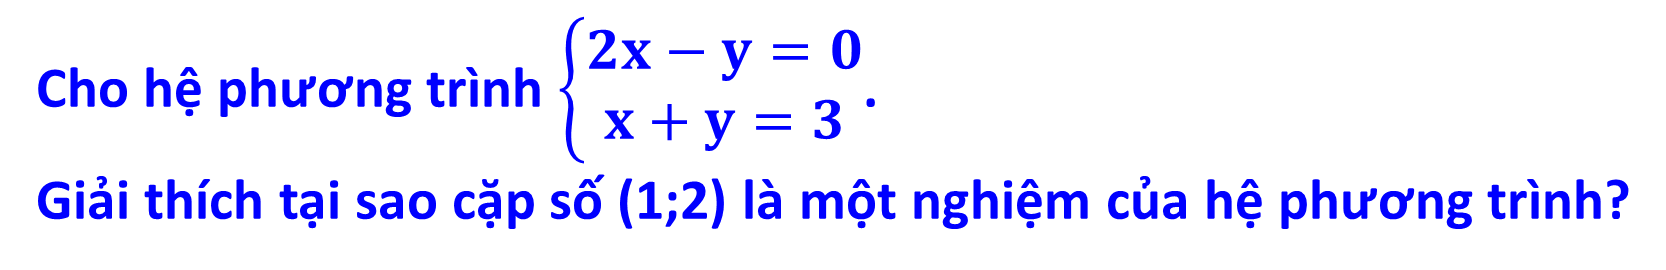 Cho hệ phương trình { 2x − y = 0
x + y = 3 .
Giải thích tại sao cặp số (1;2) là một nghiệm của hệ phương trình?